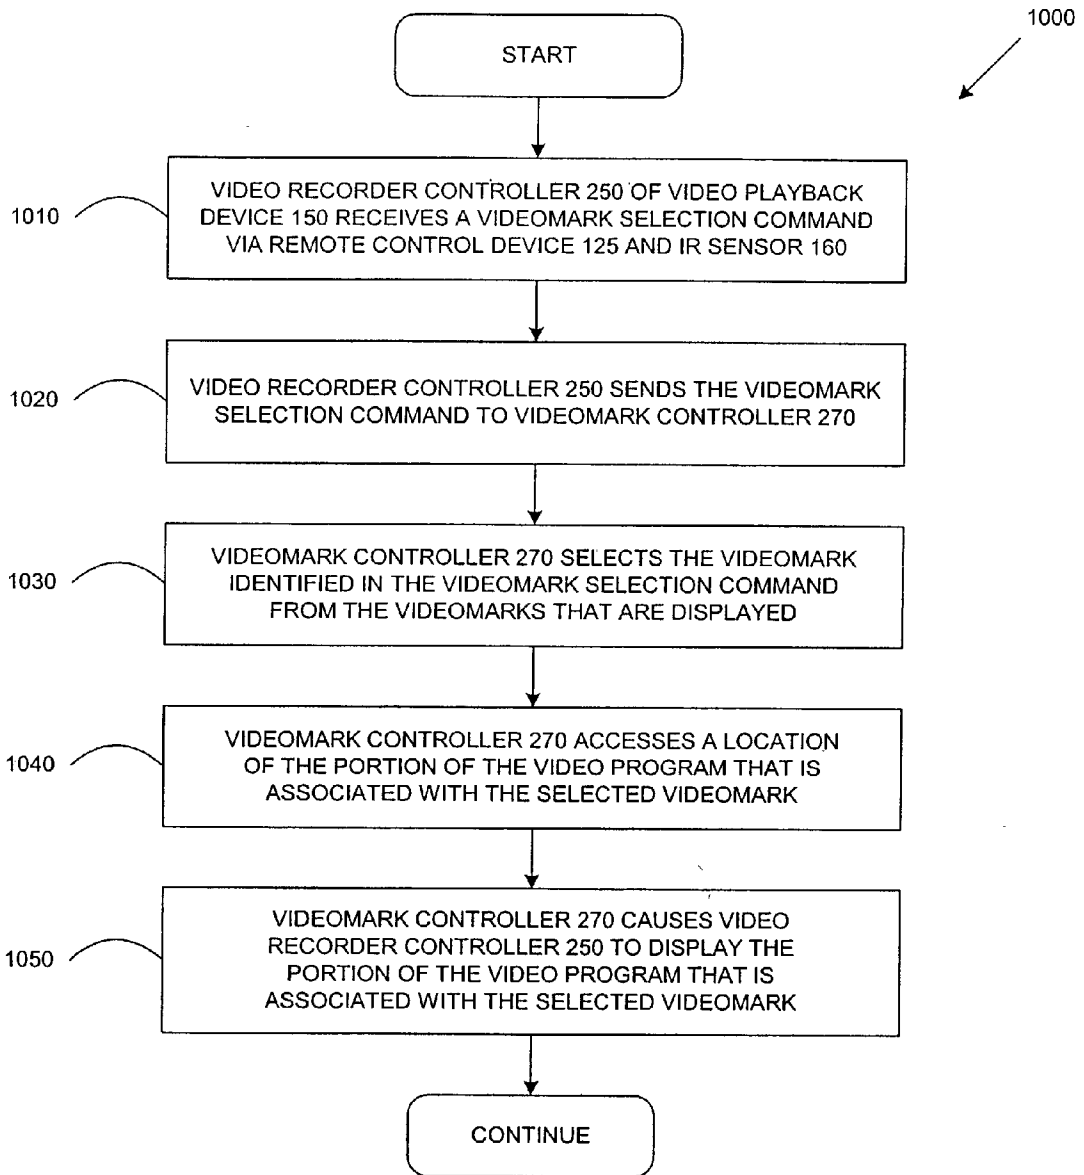 1000
START
1010
VIDEO RECORDER CONTROLLER 250 OF VIDEO PLAYBACK
DEVICE 150 RECEIVES A VIDEOMARK SELECTION COMMAND
VIA REMOTE CONTROL DEVICE 125 AND IR SENSOR 160
1020
VIDEO RECORDER CONTROLLER 250 SENDS THE VIDEOMARK
SELECTION COMMAND TO VIDEOMARK CONTROLLER 270
1030
VIDEOMARK CONTROLLER 270 SELECTS THE VIDEOMARK
IDENTIFIED IN THE VIDEOMARK SELECTION COMMAND
FROM THE VIDEOMARKS THAT ARE DISPLAYED
1040
VIDEOMARK CONTROLLER 270 ACCESSES A LOCATION
OF THE PORTION OF THE VIDEO PROGRAM THAT IS
ASSOCIATED WITH THE SELECTED VIDEOMARK
1050
VIDEOMARK CONTROLLER 270 CAUSES VIDEO
RECORDER CONTROLLER 250 TO DISPLAY THE
PORTION OF THE VIDEO PROGRAM THAT IS
ASSOCIATED WITH THE SELECTED VIDEOMARK
CONTINUE